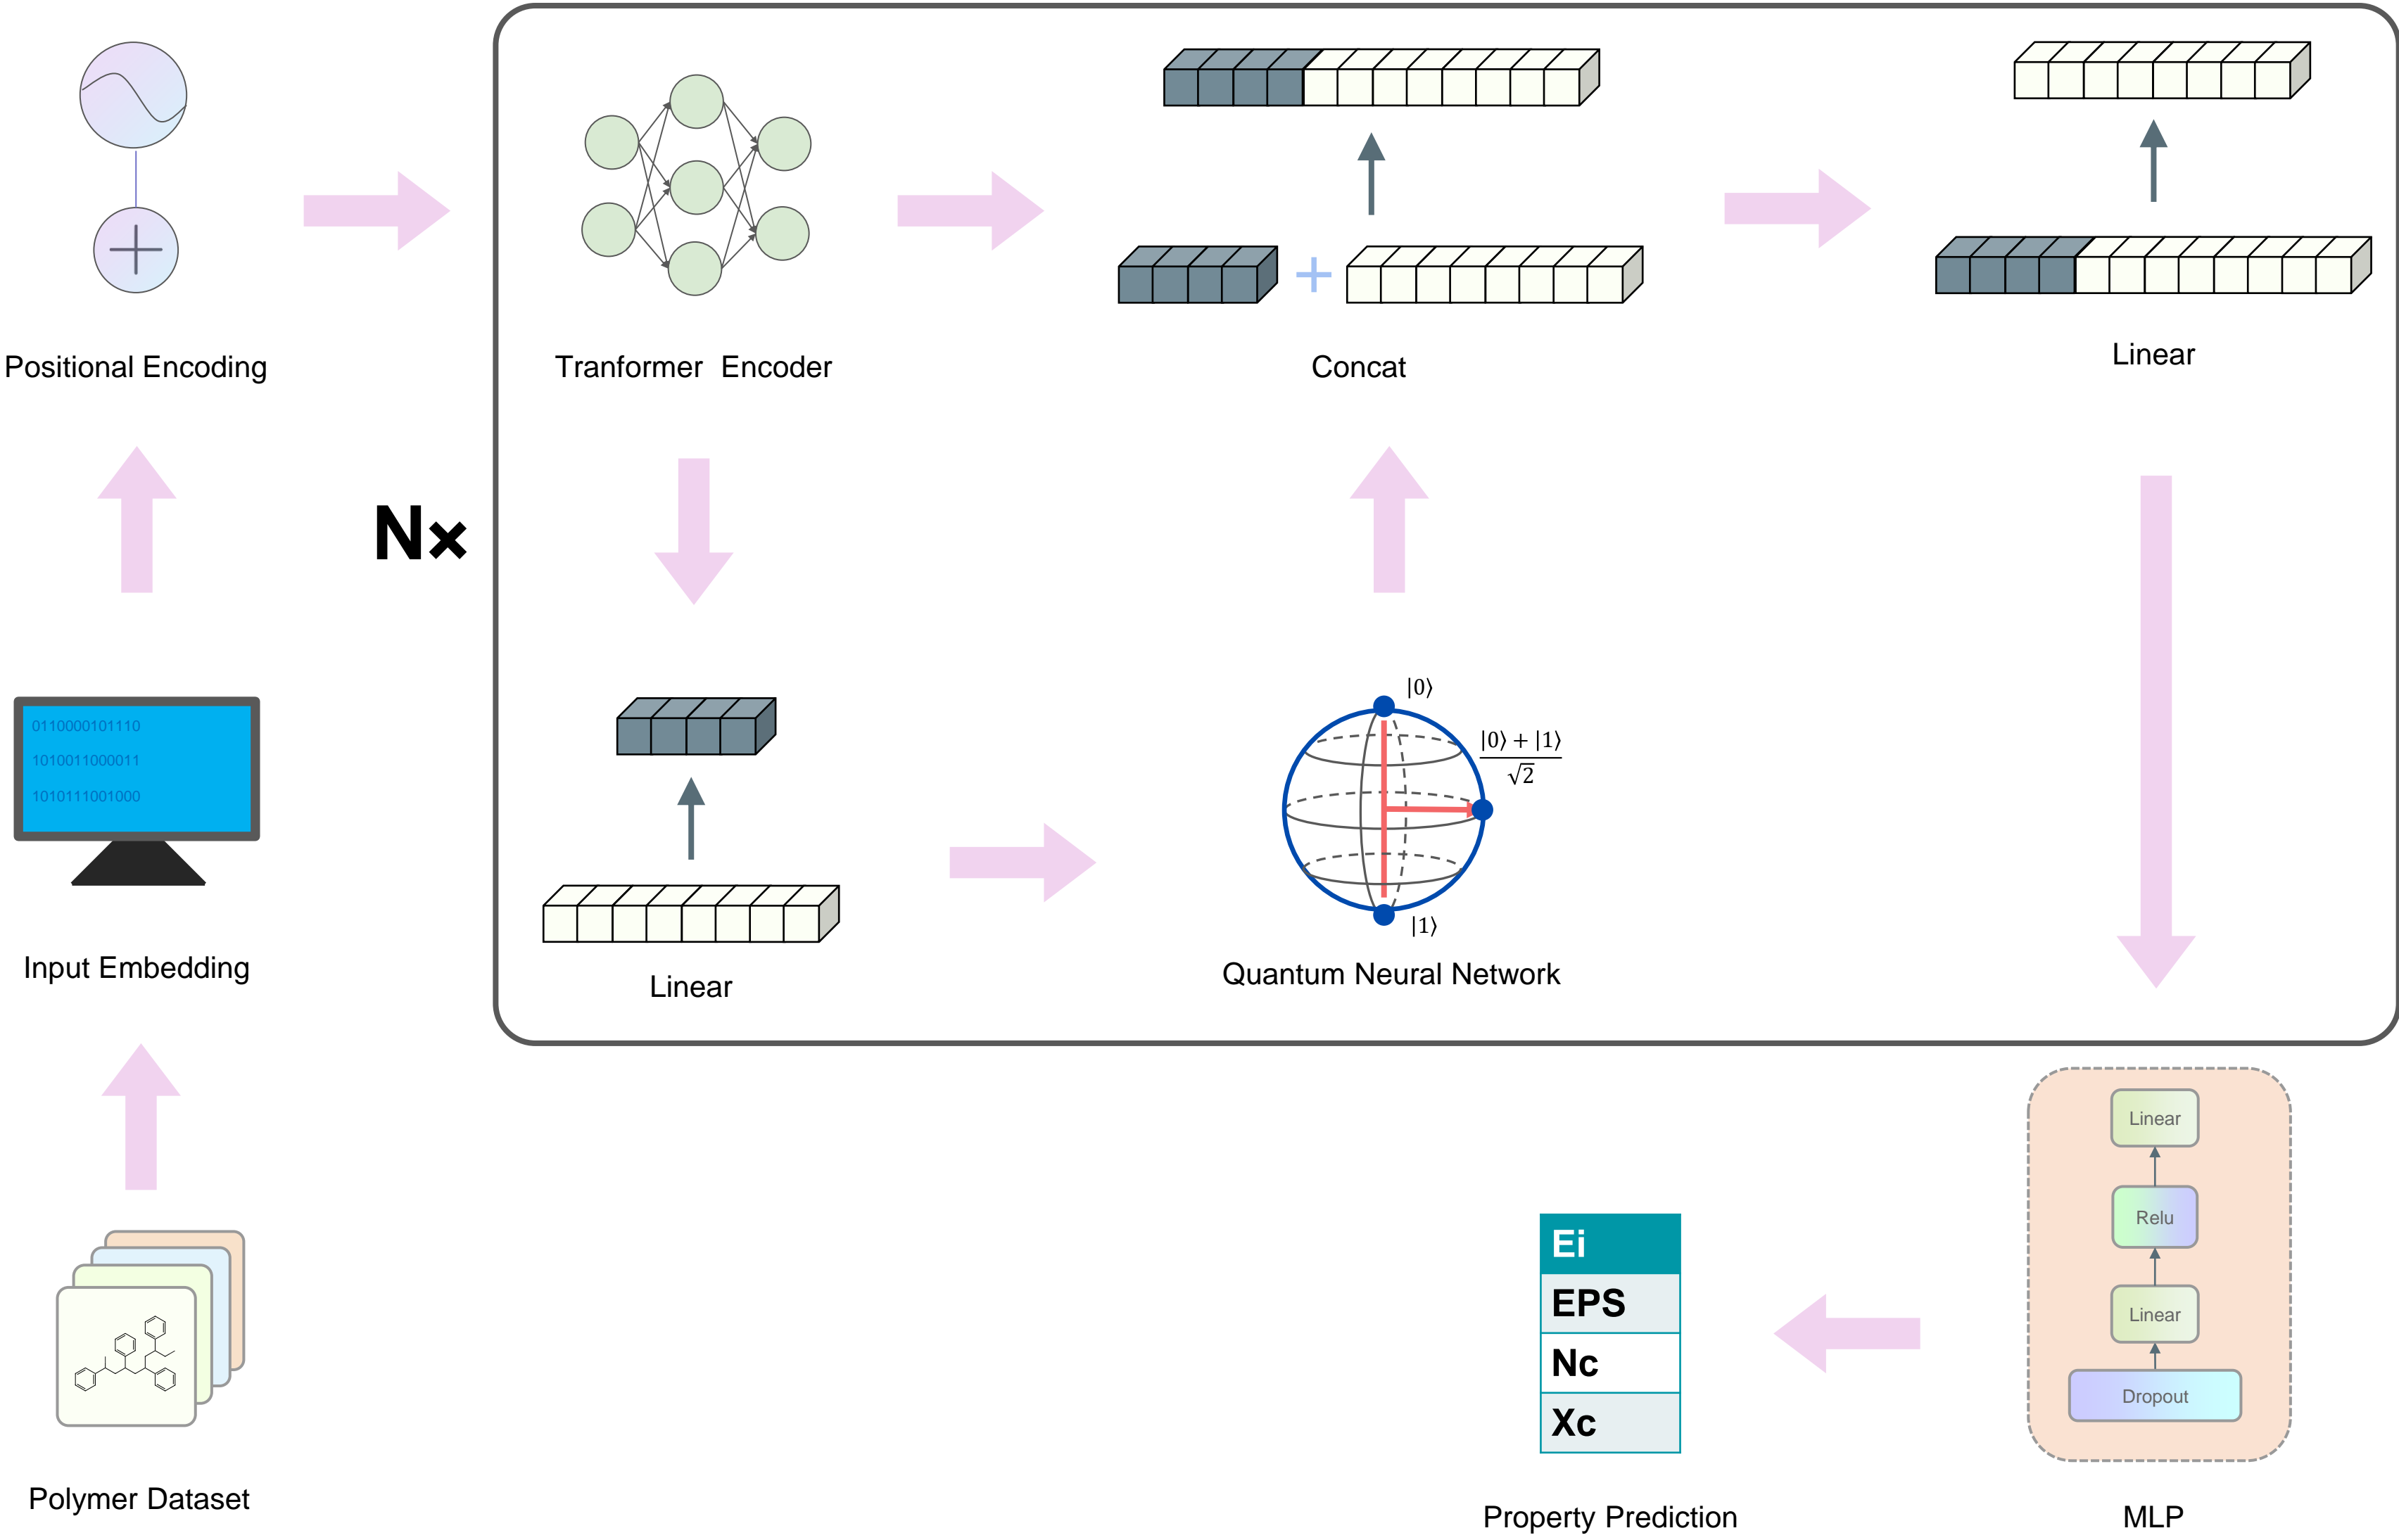 Positional Encoding
Tranformer Encoder
Concat
Linear
N×
0110000101110
1010011000011
1010111001000
Input Embedding
Linear
|0⟩
|0⟩ + |1⟩
√2
|1⟩
Quantum Neural Network
Polymer Dataset
Ei
EPS
Nc
Xc
Property Prediction
Linear
Relu
Linear
Dropout
MLP